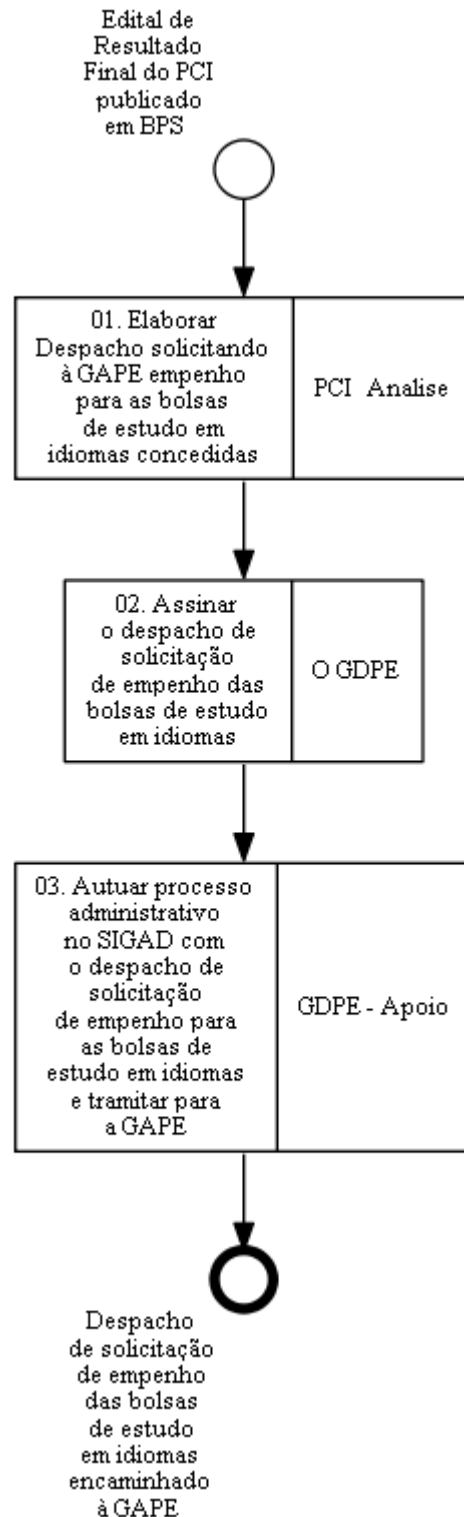 Edital de
Resultado
Final do PCI
publicado
em BPS
01. Elaborar
Despacho solicitando
à GAPE empenho
para as bolsas
de estudo em
idiomas concedidas
PCI Analise
02. Assinar
o despacho de
solicitação
de empenho das
bolsas de estudo
em idiomas
O GDPE
03. Autuar processo
administrativo
no SIGAD com
o despacho de
solicitação
de empenho para
as bolsas de
estudo em idiomas
e tramitar para
a GAPE
GDPE - Apoio
Despacho
de solicitação
de empenho
das bolsas
de estudo
em idiomas
encaminhado
à GAPE